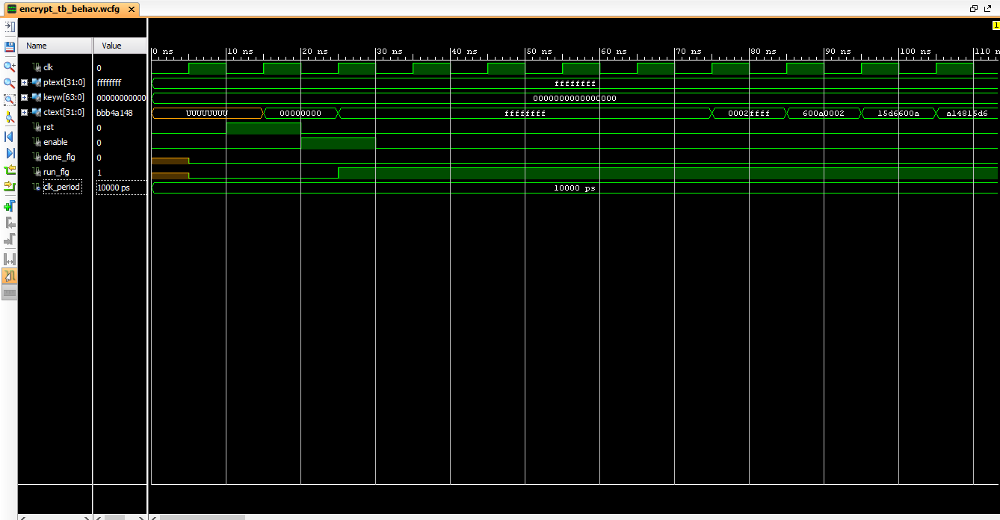 encrypt_tb_behav.wcfg
1
Name Value
0 ns 10 ns 20 ns 30 ns 40 ns 50 ns 60 ns 70 ns 80 ns 90 ns 100 ns 110 n
clk 0
ptext[31:0] ffffffff ffffffff
keyw[63:0] 00000000000 0000000000000000
ctext[31:0] bbb4a148 UUUUUUUU 00000000 ffffffff 0002ffff 600a0002 15d6600a a14815d6
rst 0
enable 0
done_flg 0
run_flg 1
clk_period 10000 ps 10000 ps